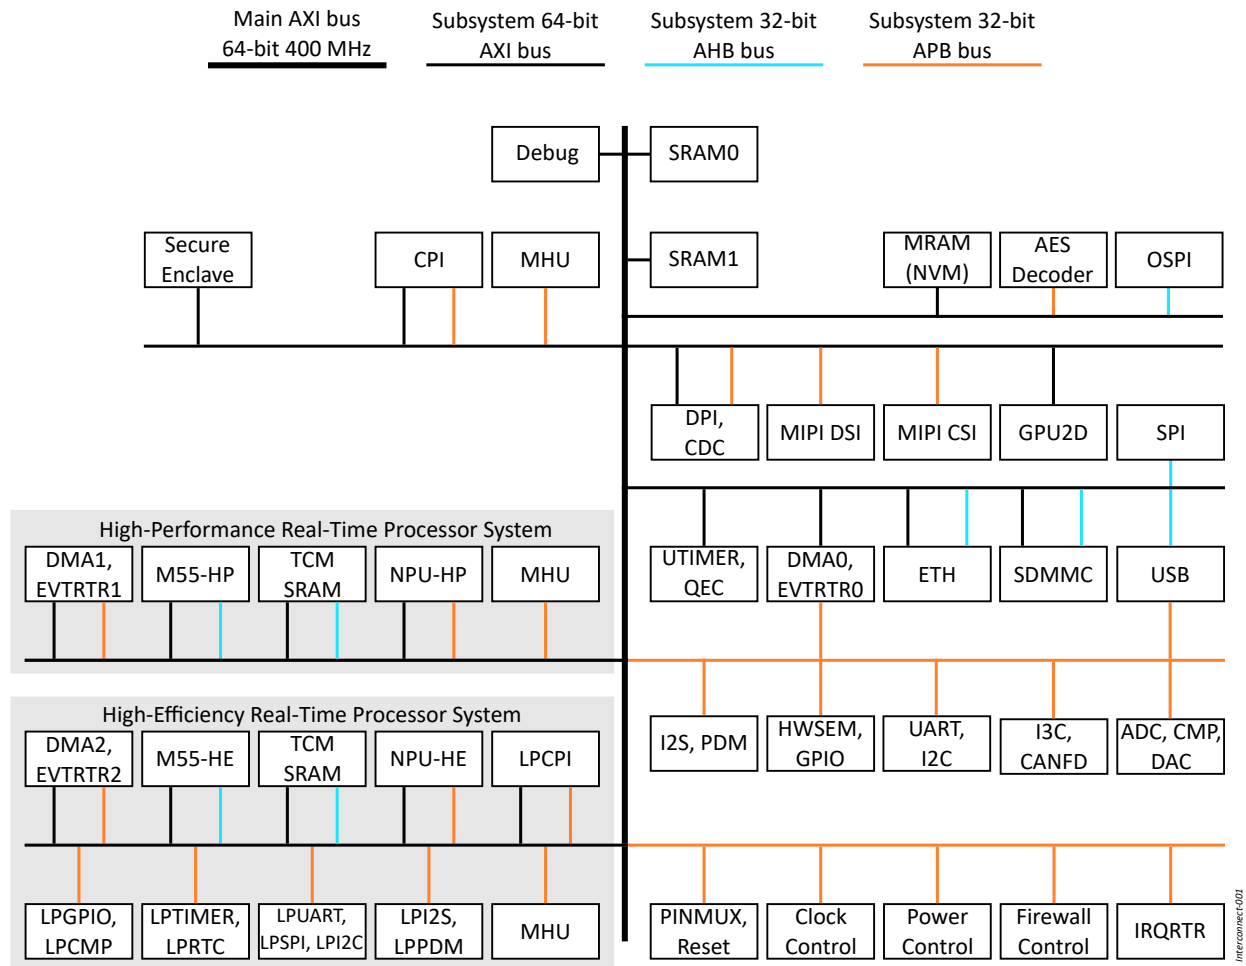 Main AXI bus
64-bit 400 MHz
Subsystem 64-bit
AXI bus
Subsystem 32-bit
AHB bus
Subsystem 32-bit
APB bus
Debug
SRAM0
Secure
Enclave
CPI
MHU
SRAM1
MRAM
(NVM)
AES
Decoder
OSPI
DPI,
CDC
MIPI DSI
MIPI CSI
GPU2D
SPI
High-Performance Real-Time Processor System
DMA1,
EVTRTR1
M55-HP
TCM
SRAM
NPU-HP
MHU
UTIMER,
QEC
DMA0,
EVTRTR0
ETH
SDMMC
USB
High-Efficiency Real-Time Processor System
DMA2,
EVTRTR2
M55-HE
TCM
SRAM
NPU-HE
LPCPI
I2S, PDM
HWSEM,
GPIO
UART,
I2C
I3C,
CANFD
ADC, CMP,
DAC
LPGPIO,
LPCMP
LPTIMER,
LPRTC
LPUART,
LPSPI, LPI2C
LPI2S,
LPPDM
MHU
PINMUX,
Reset
Clock
Control
Power
Control
Firewall
Control
IRQRTR
Interconnect-001